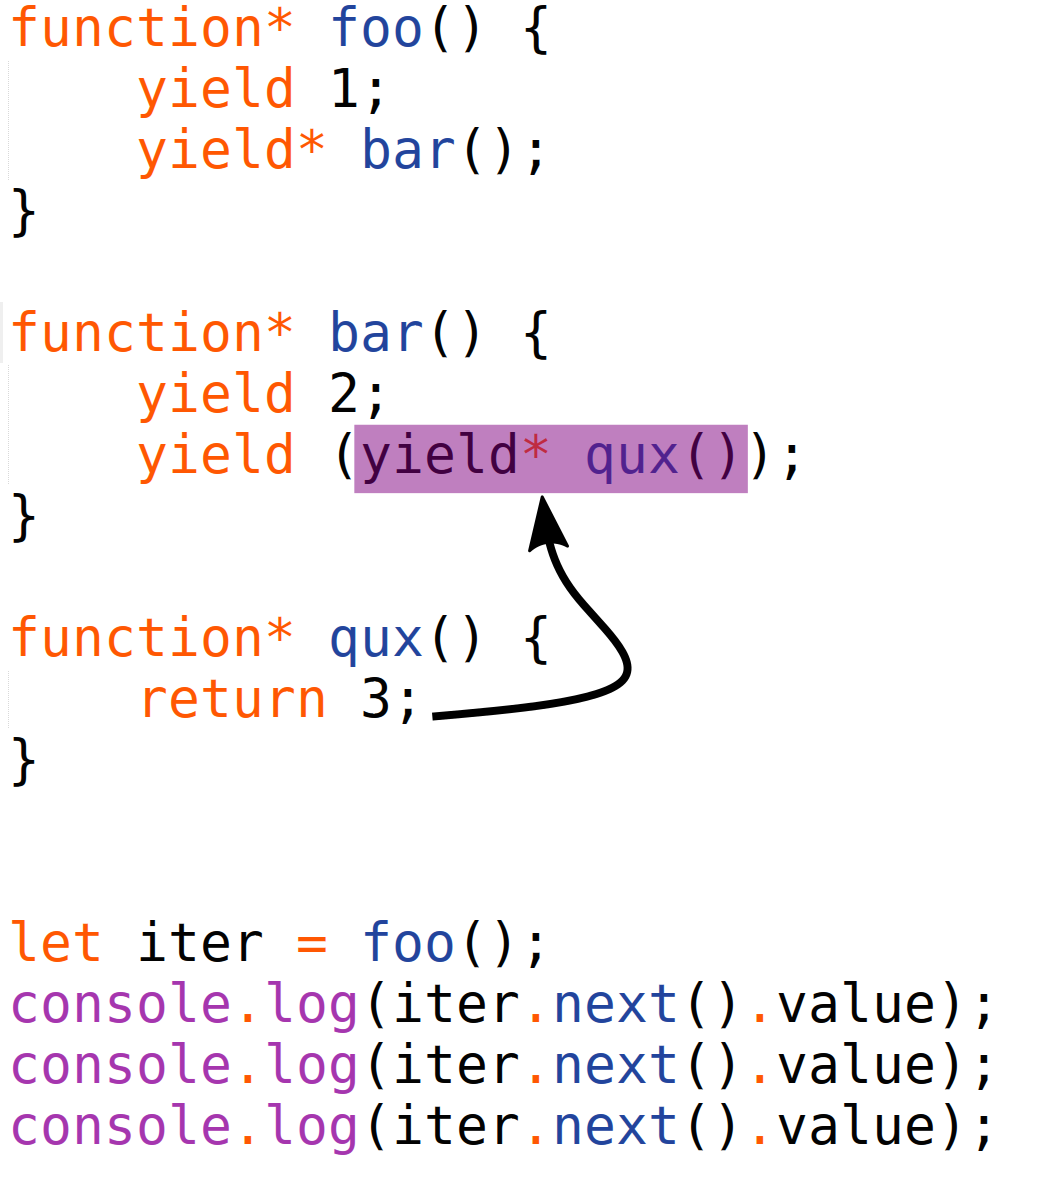 function* foo() {
    yield 1;
    yield* bar();
}
function* bar() {
    yield 2;
    yield (yield* qux());
}
function* qux() {
    return 3;
}
let iter = foo();
console.log(iter.next().value);
console.log(iter.next().value);
console.log(iter.next().value);